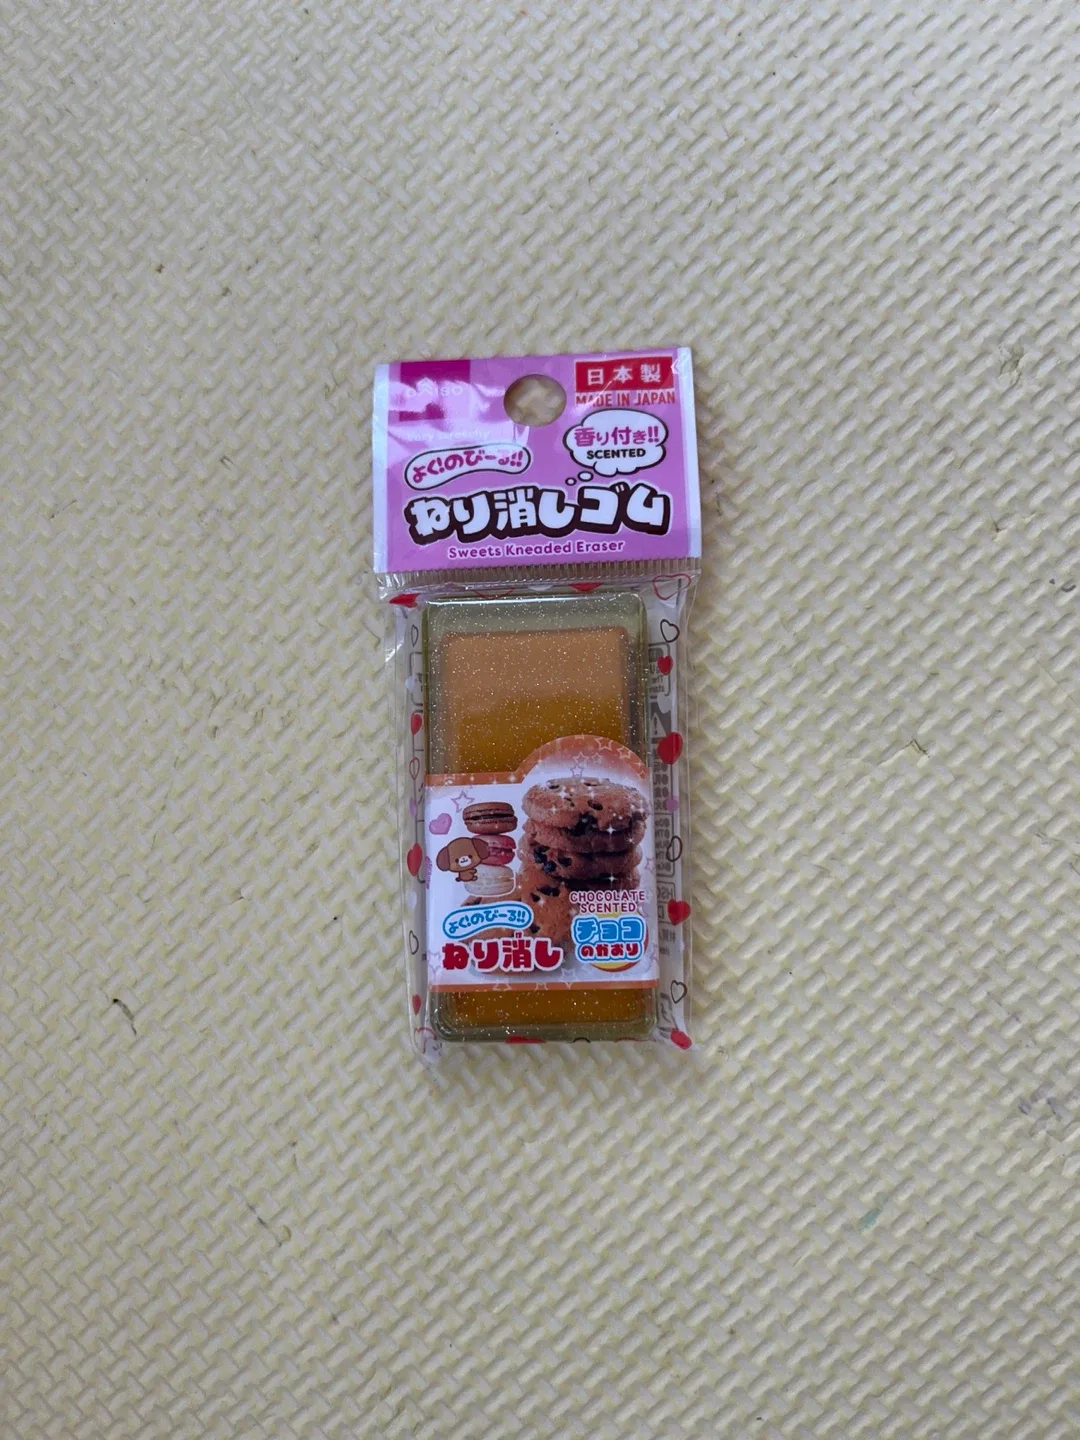 日本製
MADE IN JAPAN
香り付き!!
SCENTED
よく!のび〜る!!
ねり消しゴム
Sweets Kneaded Eraser
CHOCOLATE
SCENTED
よく!のび〜る!!
チョコ
のかおり
ねり消し